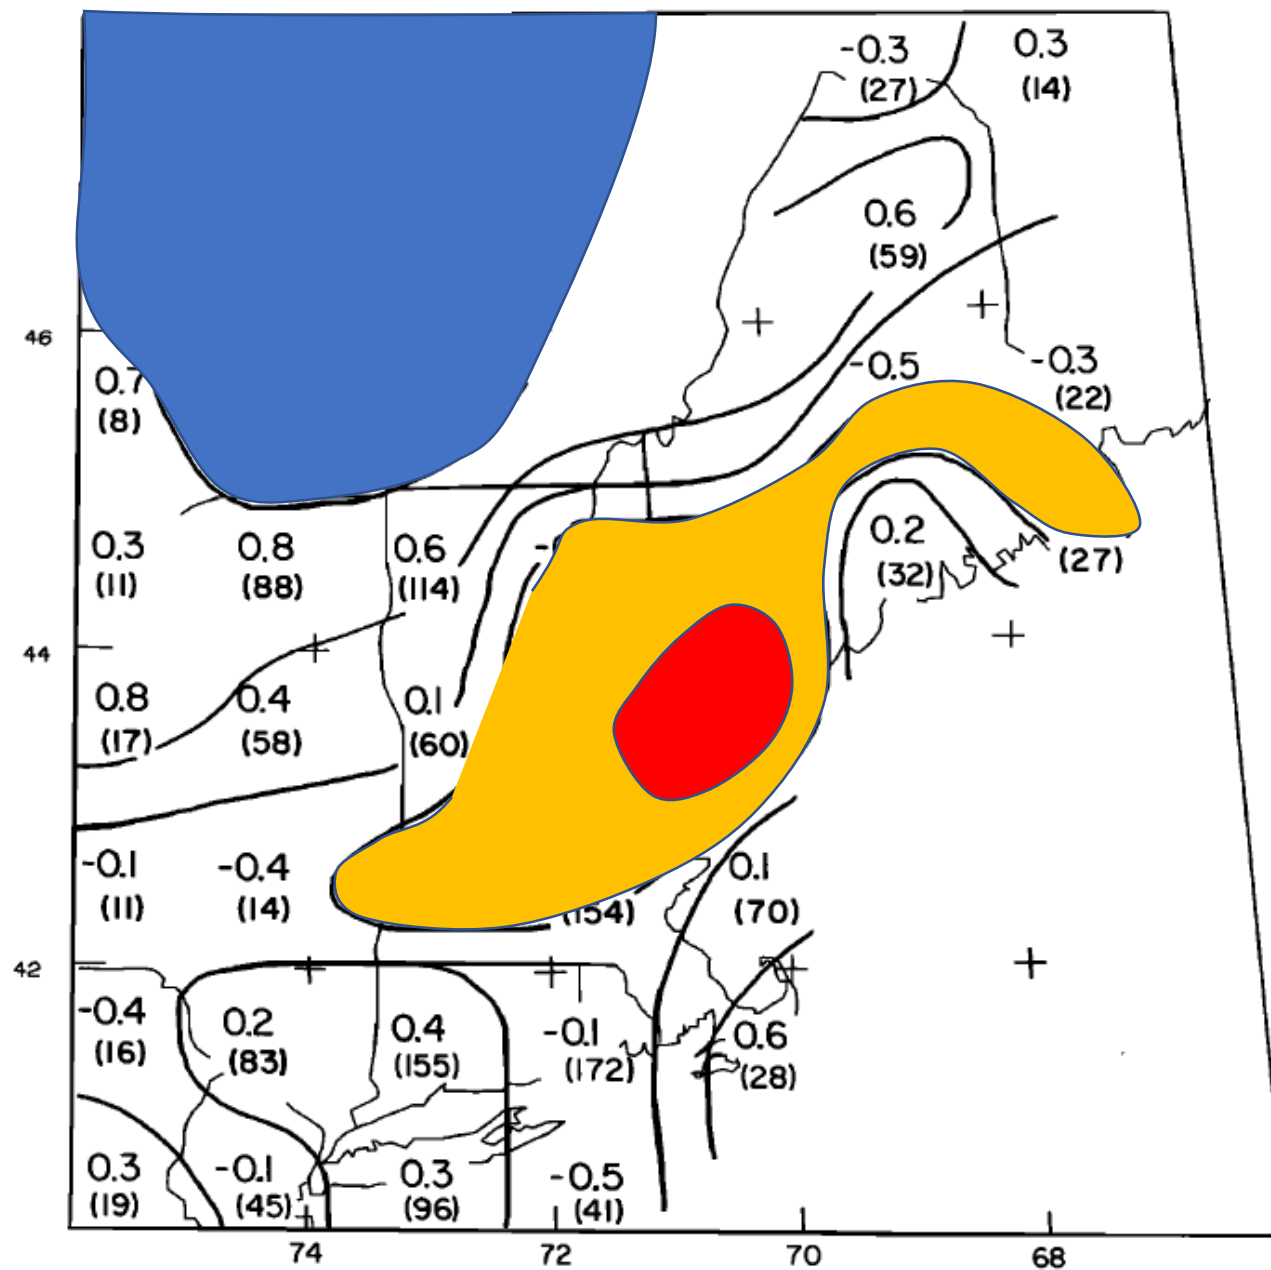 -0.3 0.3
(27) (14)
0.6
(59)
46
-0.5 -0.3
0.7 (22)
(8)
0.2
0.3 0.8 0.6 -
(11) (88) (114) (32) (27)
44
0.8 0.4 0.1
(17) (58) (60)
-0.1 -0.4 0.1
(11) (14) (154) (70)
42
-0.4 0.2 0.4 -0.1 0.6
(16) (83) (155) (172) (28)
0.3 -0.1 0.3 -0.5
(19) (45) (96) (41)
74 72 70 68